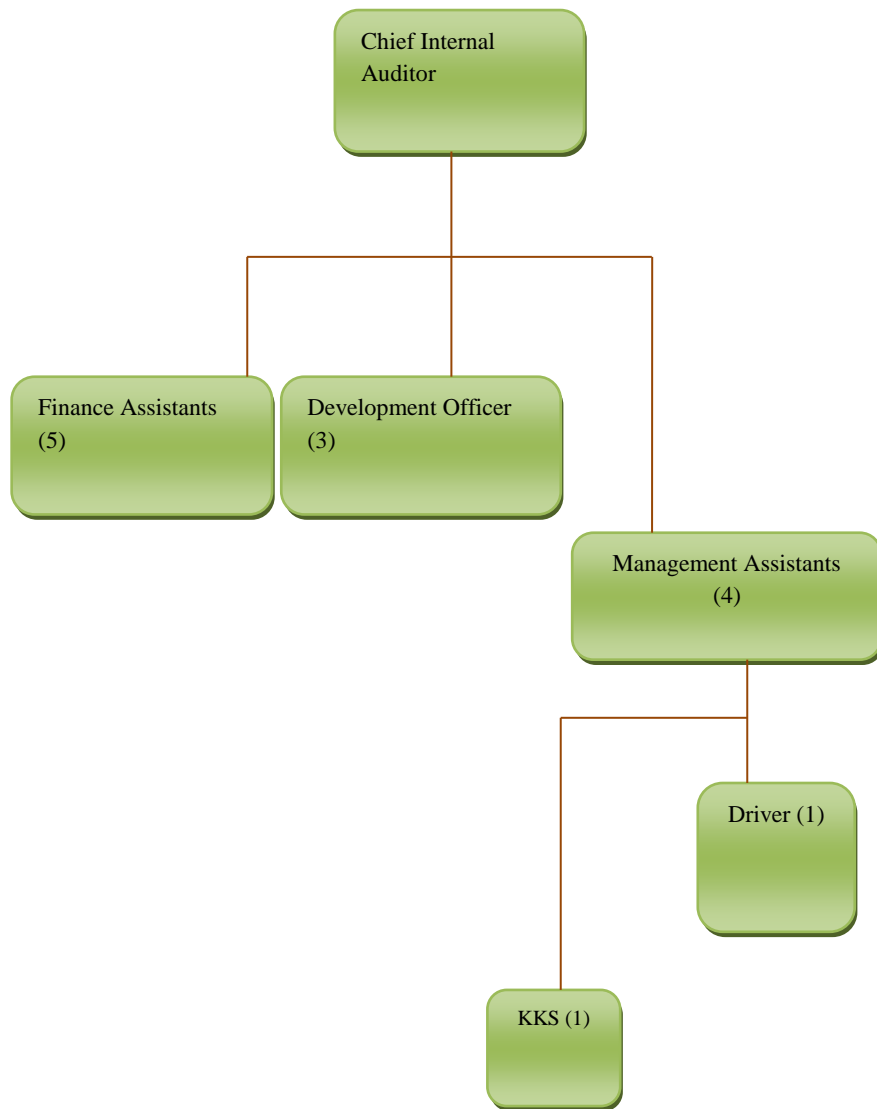 Chief Internal
Auditor
Finance Assistants
(5)
Development Officer
(3)
Management Assistants
(4)
Driver (1)
KKS (1)